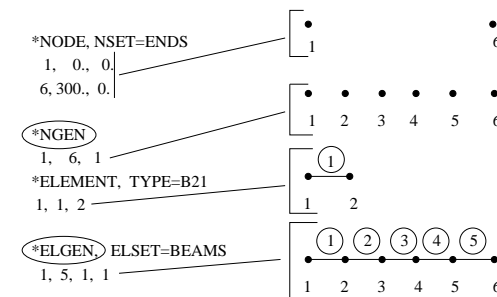 *NODE, NSET=ENDS
1, 0., 0.
6, 300., 0.
1 6
*NGEN
1, 6, 1
1 2 3 4 5 6
*ELEMENT, TYPE=B21
1, 1, 2
1
1 2
*ELGEN, ELSET=BEAMS
1, 5, 1, 1
1 2 3 4 5
1 2 3 4 5 6